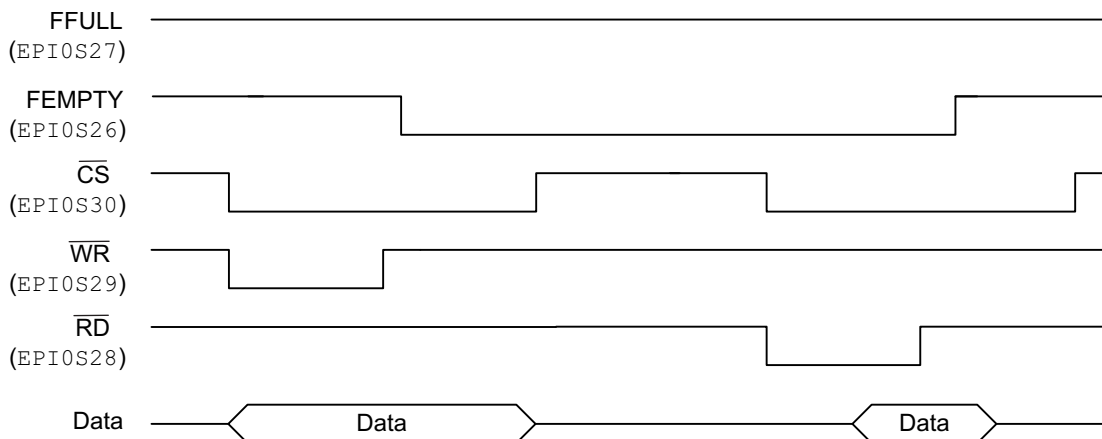 FFULL
(EPI0S27)
FEMPTY
(EPI0S26)
CS
(EPI0S30)
WR
(EPI0S29)
RD
(EPI0S28)
Data Data Data